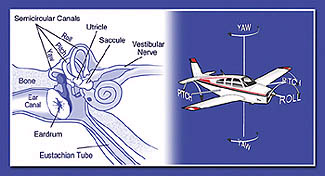 Semicircular Canals
Utricle
Saccule
Roll
Pitch
Yaw
Vestibular
Nerve
Bone
Ear
Canal
Eardrum
Eustachian Tube
YAW
PITCH
PITCH
ROLL
YAW